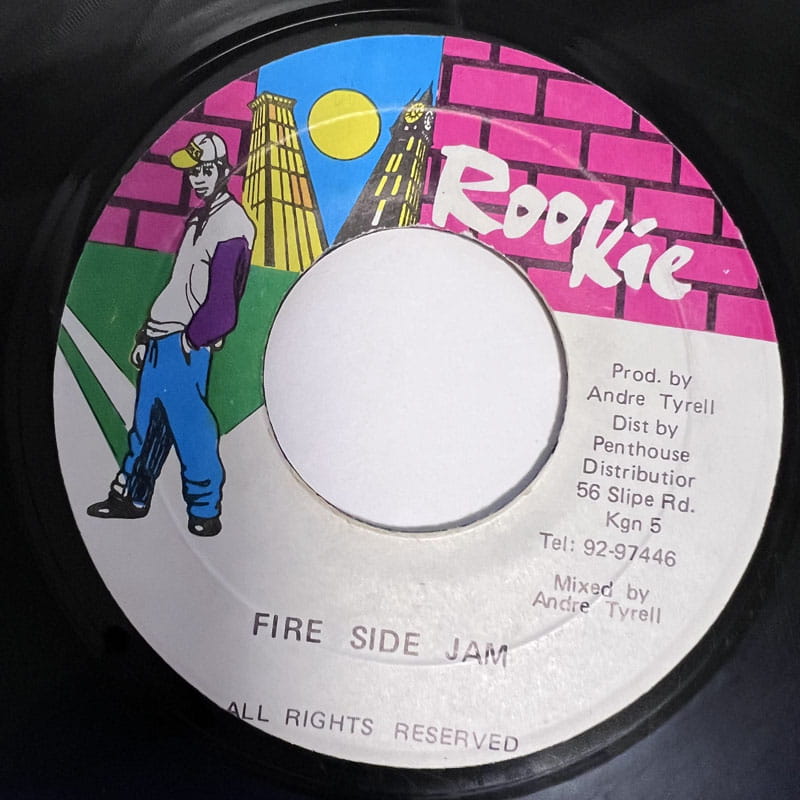 Rookie
Prod. by
Andre Tyrell
Dist by
Penthouse
Distributior
56 Slipe Rd.
Kgn 5
Tel: 92-97446
Mixed by
Andre Tyrell
FIRE SIDE JAM
ALL RIGHTS RESERVED